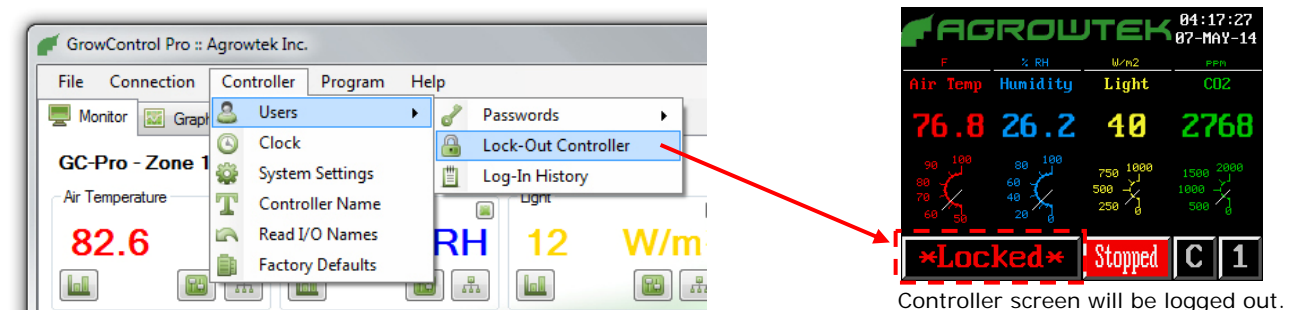 GrowControl Pro :: Agrowtek Inc.
File Connection Controller Program Help
Monitor Graph
Users
Clock
System Settings
Controller Name
Read I/O Names
Factory Defaults
Passwords
Lock-Out Controller
Log-In History
GC-Pro - Zone 1
Air Temperature
Light
82.6
RH
12
W/m
AGROWTEK
04:17:27
07-MAY-14
F % RH W/m2 PPM
Air Temp Humidity Light CO2
76.8 26.2 40 2768
90 100
80
70
60 50
80 100
60
40
20 0
750 1000
500
250 0
1500 2000
1000
500 0
*Locked* Stopped C 1
Controller screen will be logged out.